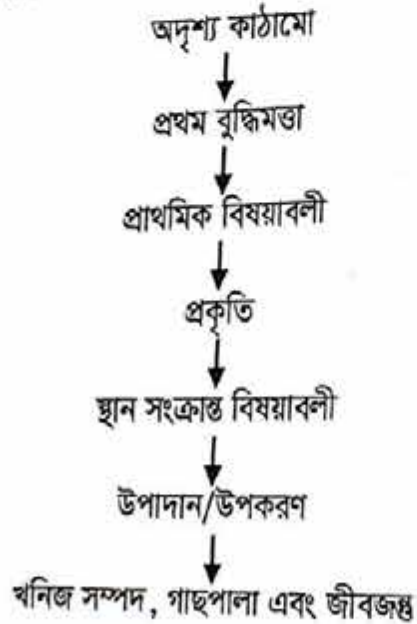 অদৃশ্য কাঠামো
প্রথম বুদ্ধিমত্তা
প্রাথমিক বিষয়াবলী
প্রকৃতি
স্থান সংক্রান্ত বিষয়াবলী
উপাদান/উপকরণ
খনিজ সম্পদ, গাছপালা এবং জীবজন্তু